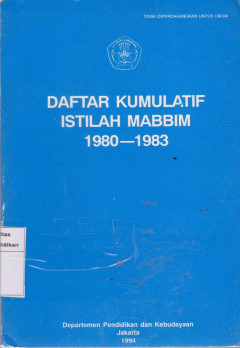 TIDAK DIPERDAGANGKAN UNTUK UMUM
DAFTAR KUMULATIF
ISTILAH MABBIM
1980—1983
Departemen Pendidikan dan Kebudayaan
Jakarta
1994